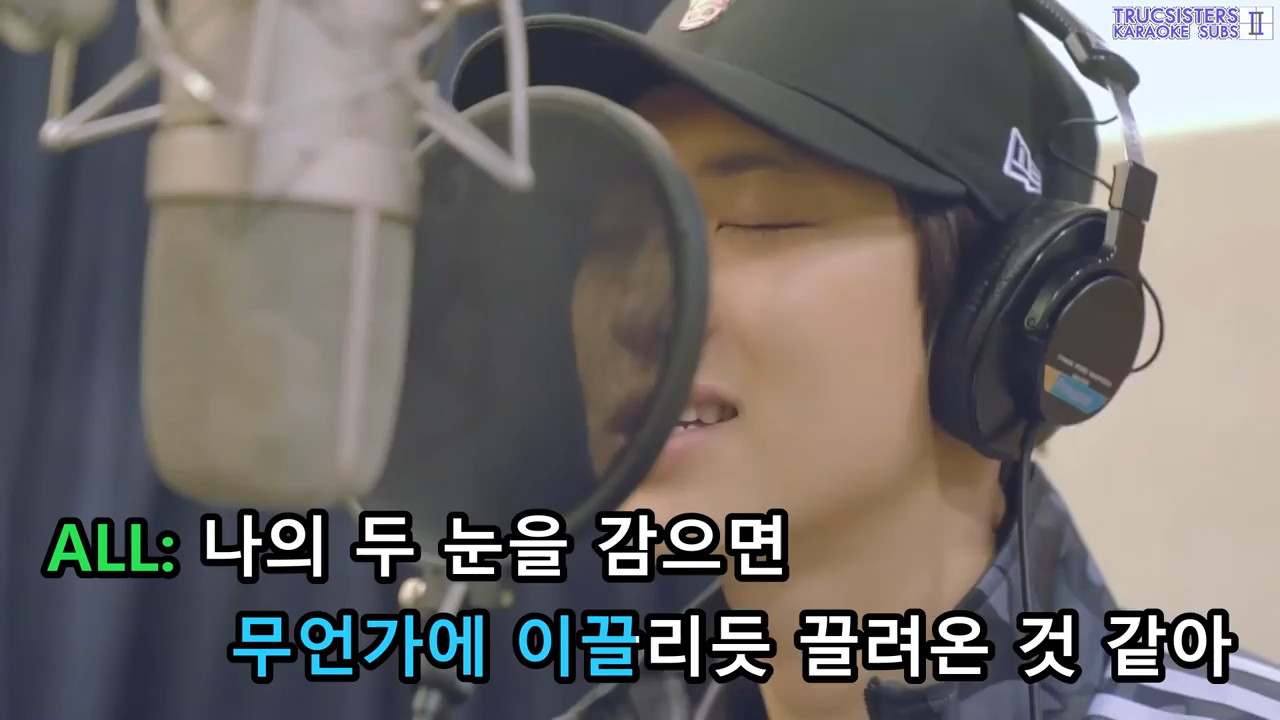 TRUCSISTERS
KARAOKE SUBS II
ALL: 나의 두 눈을 감으면
무언가에 이끌리듯 끌려온 것 같아